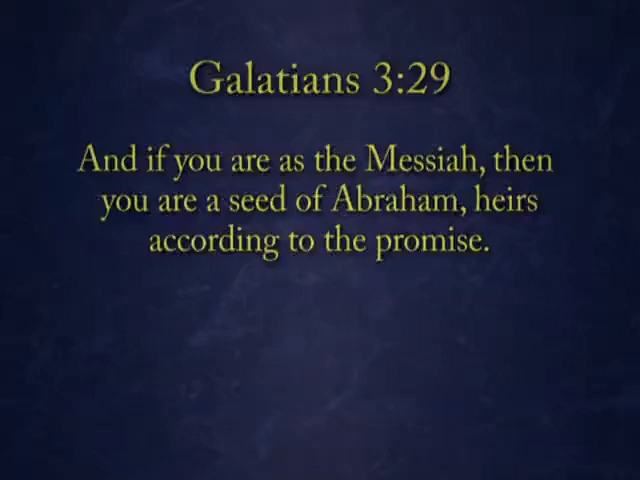 Galatians 3:29
And if you are as the Messiah, then
you are a seed of Abraham, heirs
according to the promise.